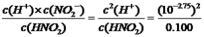 c(H⁺)×c(NO₂⁻)/c(HNO₂) = c²(H⁺)/c(HNO₂) = (10⁻²·⁷⁵)²/0.100